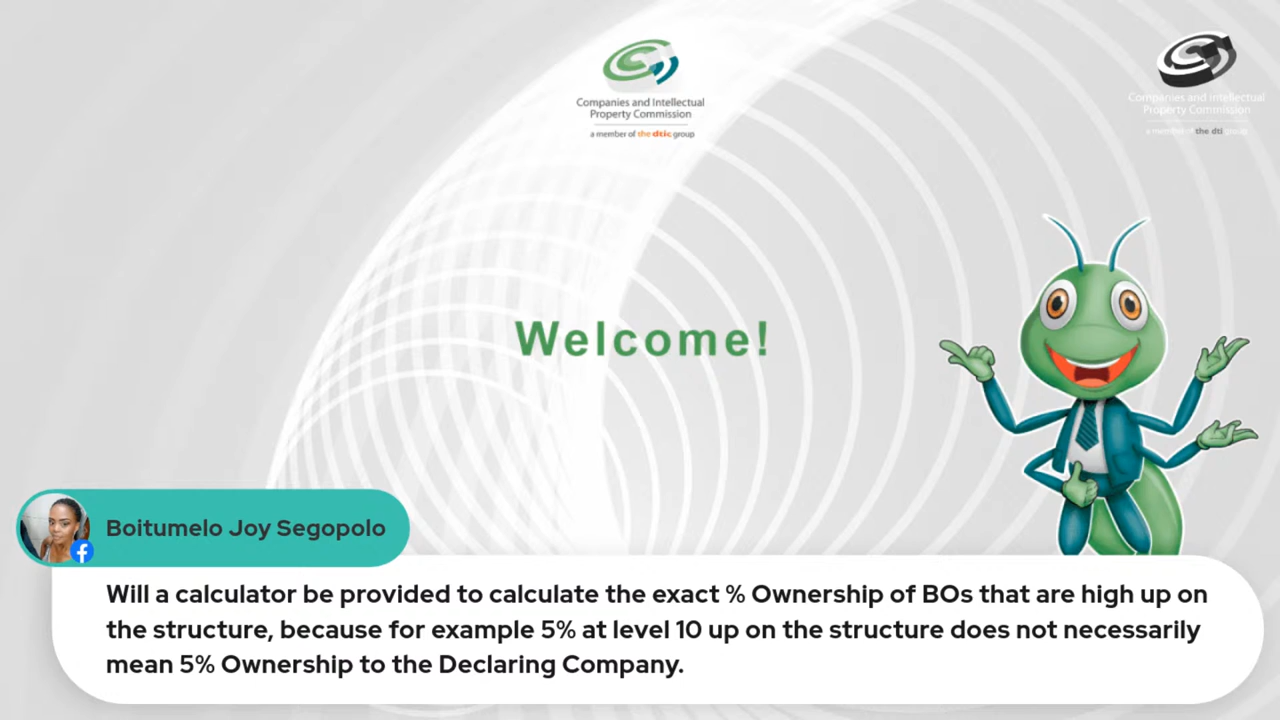 Companies and Intellectual
Property Commission
a member of the dtic group
Companies and Intellectual
Property Commission
a member of the dti group
Welcome!
Boitumelo Joy Segopolo
Will a calculator be provided to calculate the exact % Ownership of BOs that are high up on
the structure, because for example 5% at level 10 up on the structure does not necessarily
mean 5% Ownership to the Declaring Company.